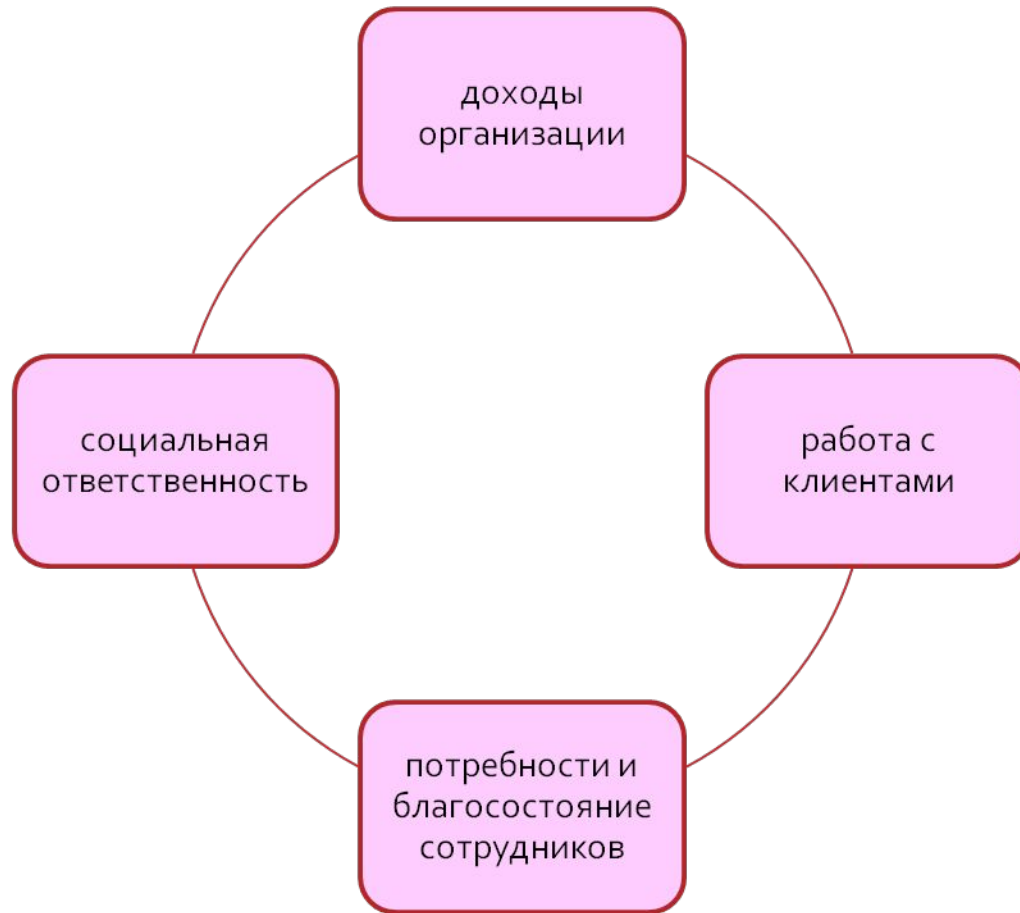 доходы
организации
социальная
ответственность
работа с
клиентами
потребности и
благосостояние
сотрудников